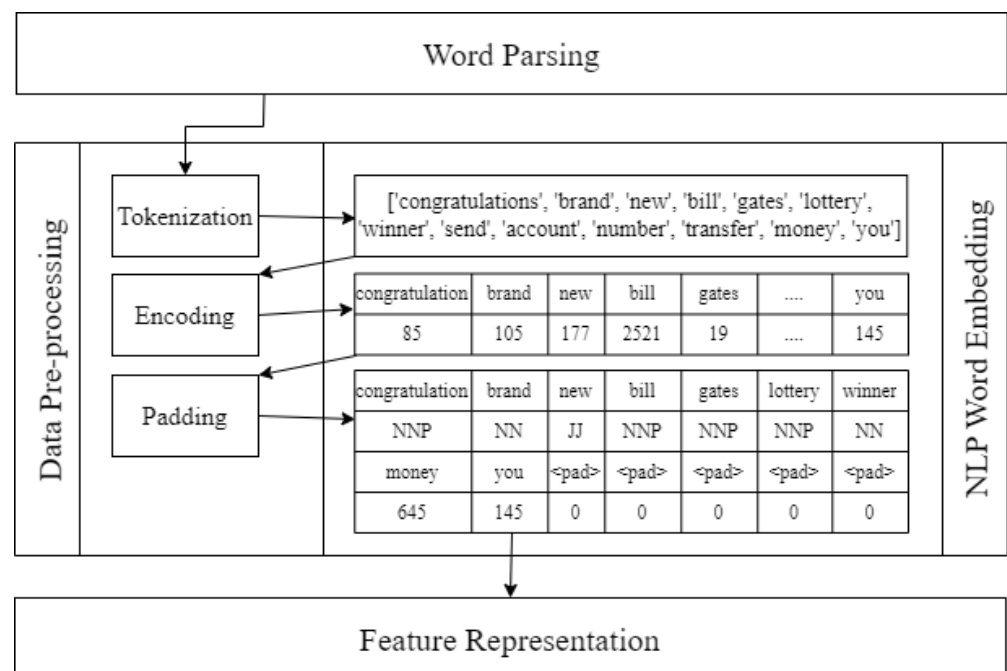 Word Parsing
Data Pre-processing
Tokenization
['congratulations', 'brand', 'new', 'bill', 'gates', 'lottery',
'winner', 'send', 'account', 'number', 'transfer', 'money', 'you']
Encoding
congratulation brand new bill gates .... you
85 105 177 2521 19 .... 145
Padding
congratulation brand new bill gates lottery winner
NNP NN JJ NNP NNP NNP NN
money you <pad> <pad> <pad> <pad> <pad>
645 145 0 0 0 0 0
NLP Word Embedding
Feature Representation